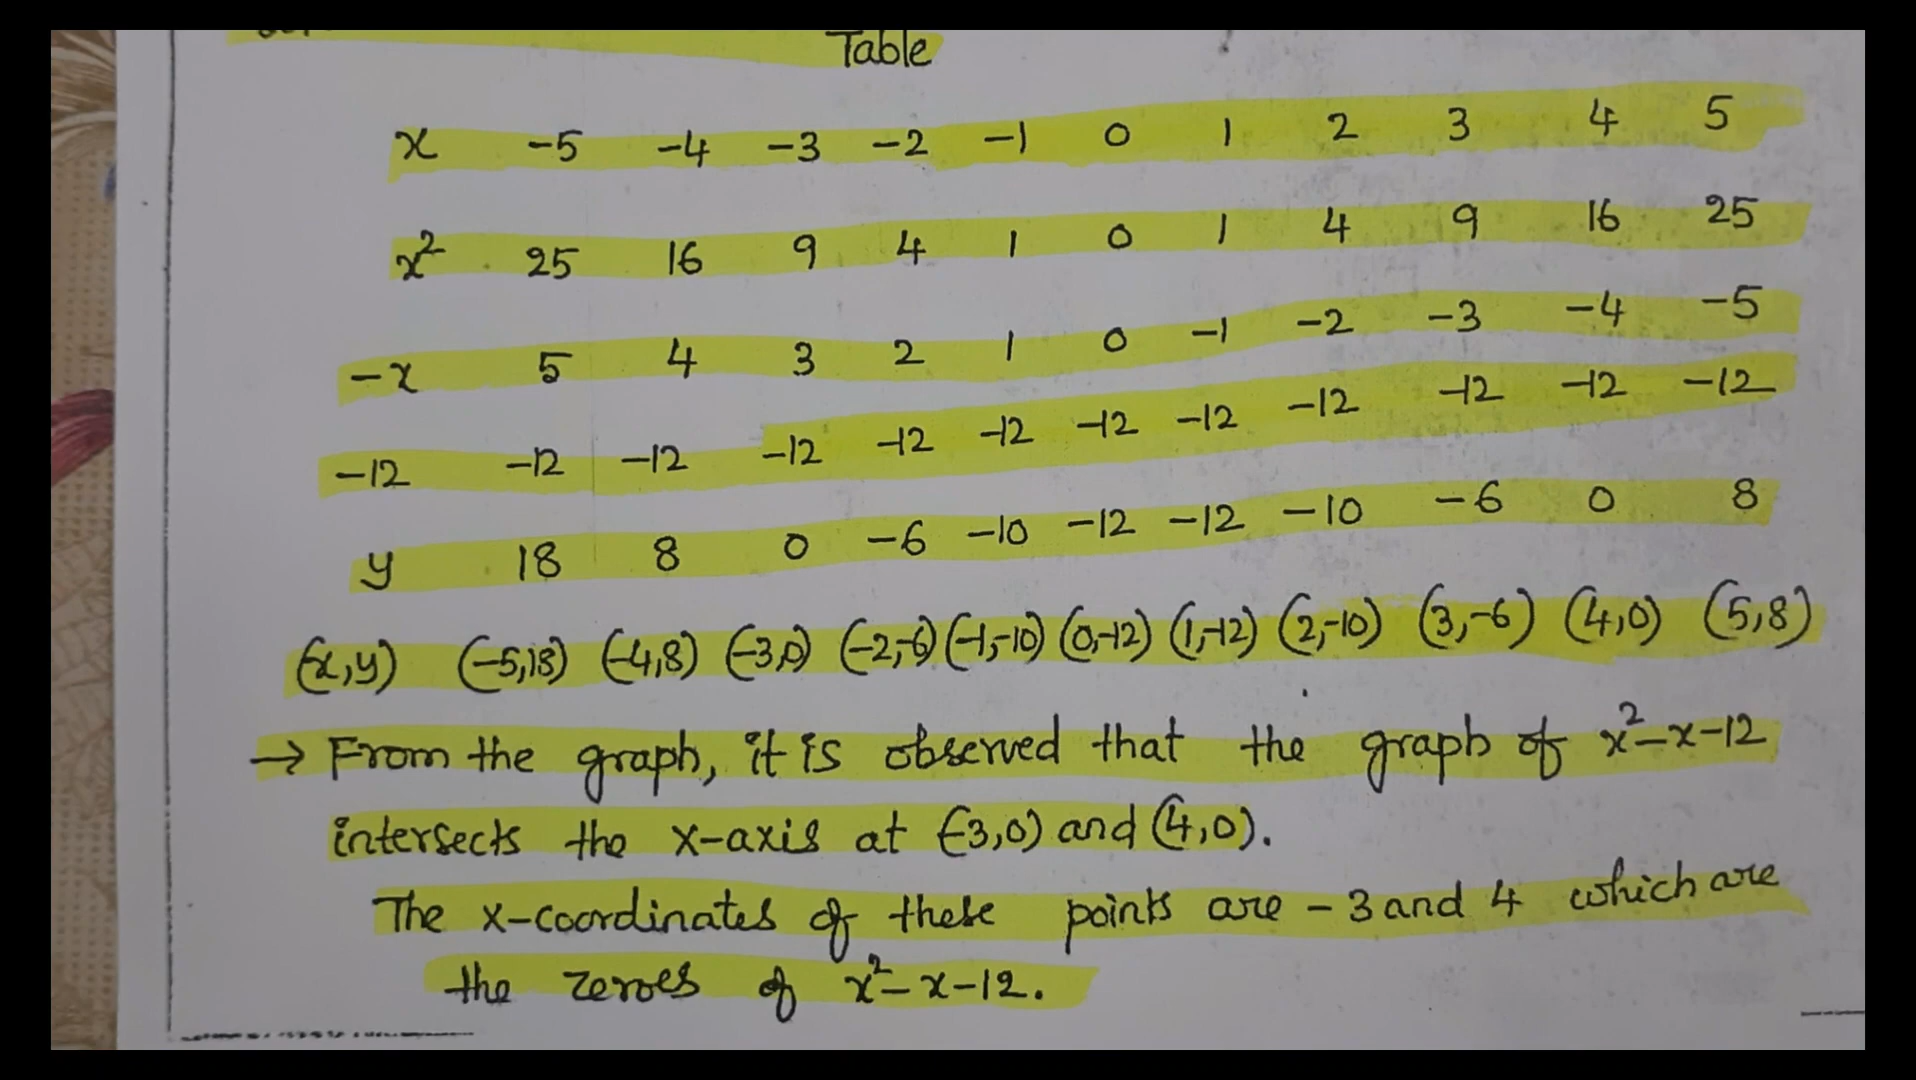 Table
x -5 -4 -3 -2 -1 0 1 2 3 4 5
x² 25 16 9 4 1 0 1 4 9 16 25
-x 5 4 3 2 1 0 -1 -2 -3 -4 -5
-12 -12 -12 -12 -12 -12 -12 -12 -12 -12 -12 -12
y 18 8 0 -6 -10 -12 -12 -10 -6 0 8
(x,y) (-5,18) (-4,8) (-3,0) (-2,-6) (-1,-10) (0,-12) (1,-12) (2,-10) (3,-6) (4,0) (5,8)
→ From the graph, it is observed that the graph of x²-x-12
intersects the x-axis at (-3,0) and (4,0).
The x-coordinates of these points are -3 and 4 which are
the zeroes of x²-x-12.